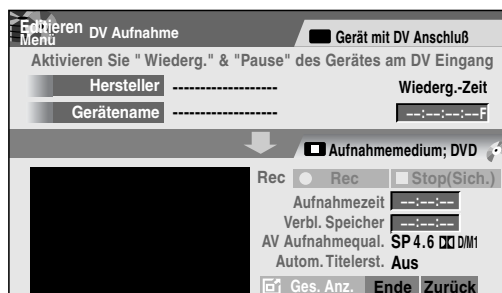 Editieren Menü DV Aufnahme
Gerät mit DV Anschluß
Aktivieren Sie " Wiederg." & "Pause" des Gerätes am DV Eingang
Hersteller ------------------- Wiederg.-Zeit
Gerätename ------------------- --:--:--:--F
Aufnahmemedium; DVD
Rec Rec Stop(Sich.)
Aufnahmezeit --:--:--
Verbl. Speicher --:--:--
AV Aufnahmequal. SP 4.6 DD D/M1
Autom. Titelerst. Aus
Ges. Anz. Ende Zurück